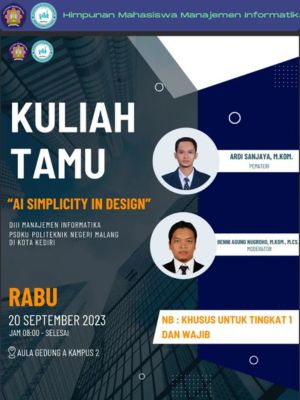 Himpunan Mahasiswa Manajemen Informatik
KULIAH
TAMU
“AI SIMPLICITY IN DESIGN”
DIII MANAJEMEN INFORMATIKA
PSDKU POLITEKNIK NEGERI MALANG
DI KOTA KEDIRI
ARDI SANJAYA, M.KOM.
PEMATERI
BENNI AGUNG NUGROHO, M.KOM., M.CS.
MODERATOR
RABU
20 SEPTEMBER 2023
JAM 08:00 - SELESAI
AULA GEDUNG A KAMPUS 2
NB : KHUSUS UNTUK TINGKAT 1
DAN WAJIB